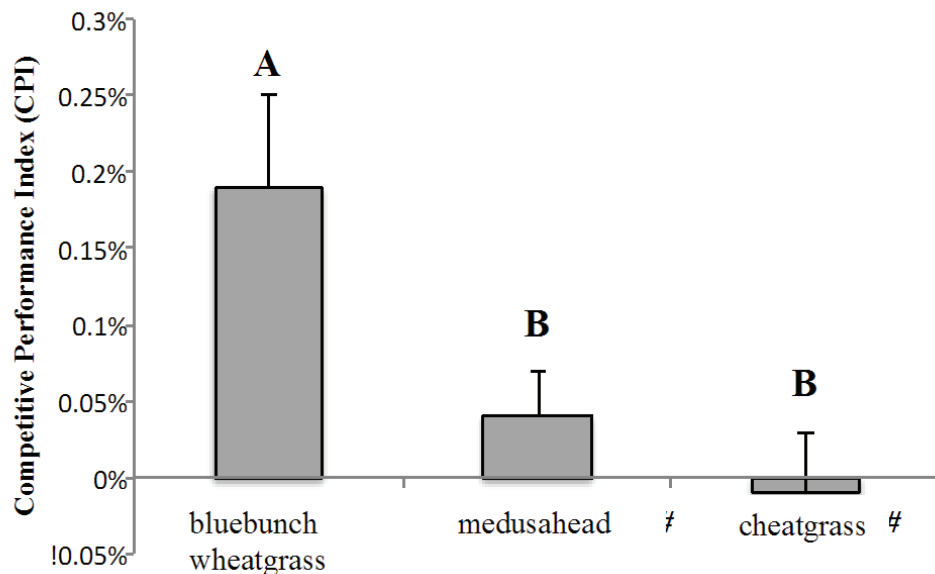 Competitive Performance Index (CPI)
0.3%
0.25%
0.2%
0.15%
0.1%
0.05%
0%
!0.05%
A
B
B
bluebunch
wheatgrass
medusahead #
cheatgrass #